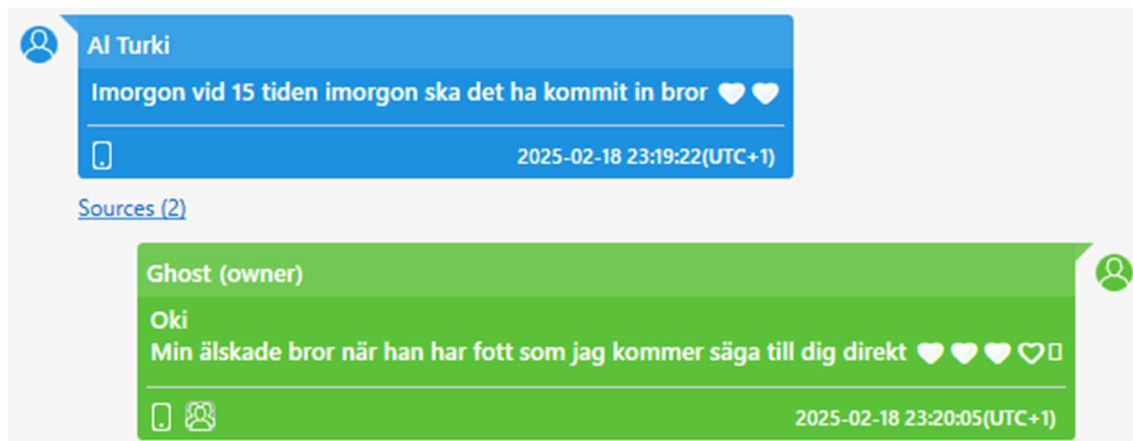 Al Turki
Imorgon vid 15 tiden imorgon ska det ha kommit in bror 🤍🤍
2025-02-18 23:19:22(UTC+1)
Sources (2)
Ghost (owner)
Oki
Min älskade bror när han har fott som jag kommer säga till dig direkt 🤍🤍🤍♡▯
2025-02-18 23:20:05(UTC+1)